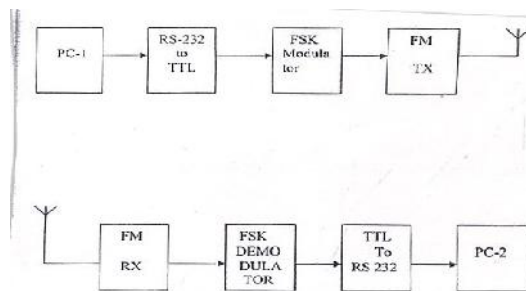 PC-1
RS-232
to
TTL
FSK
Modula
tor
FM
TX
FM
RX
FSK
DEMO
DULA
TOR
TTL
To
RS 232
PC-2